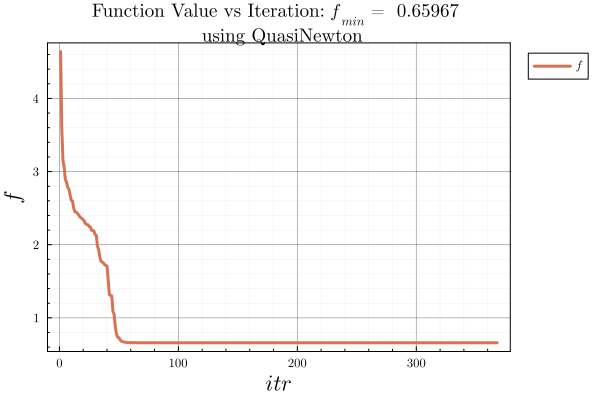 Function Value vs Iteration: f_min = 0.65967
using QuasiNewton
f
4
3
2
1
f
0
100
200
300
itr